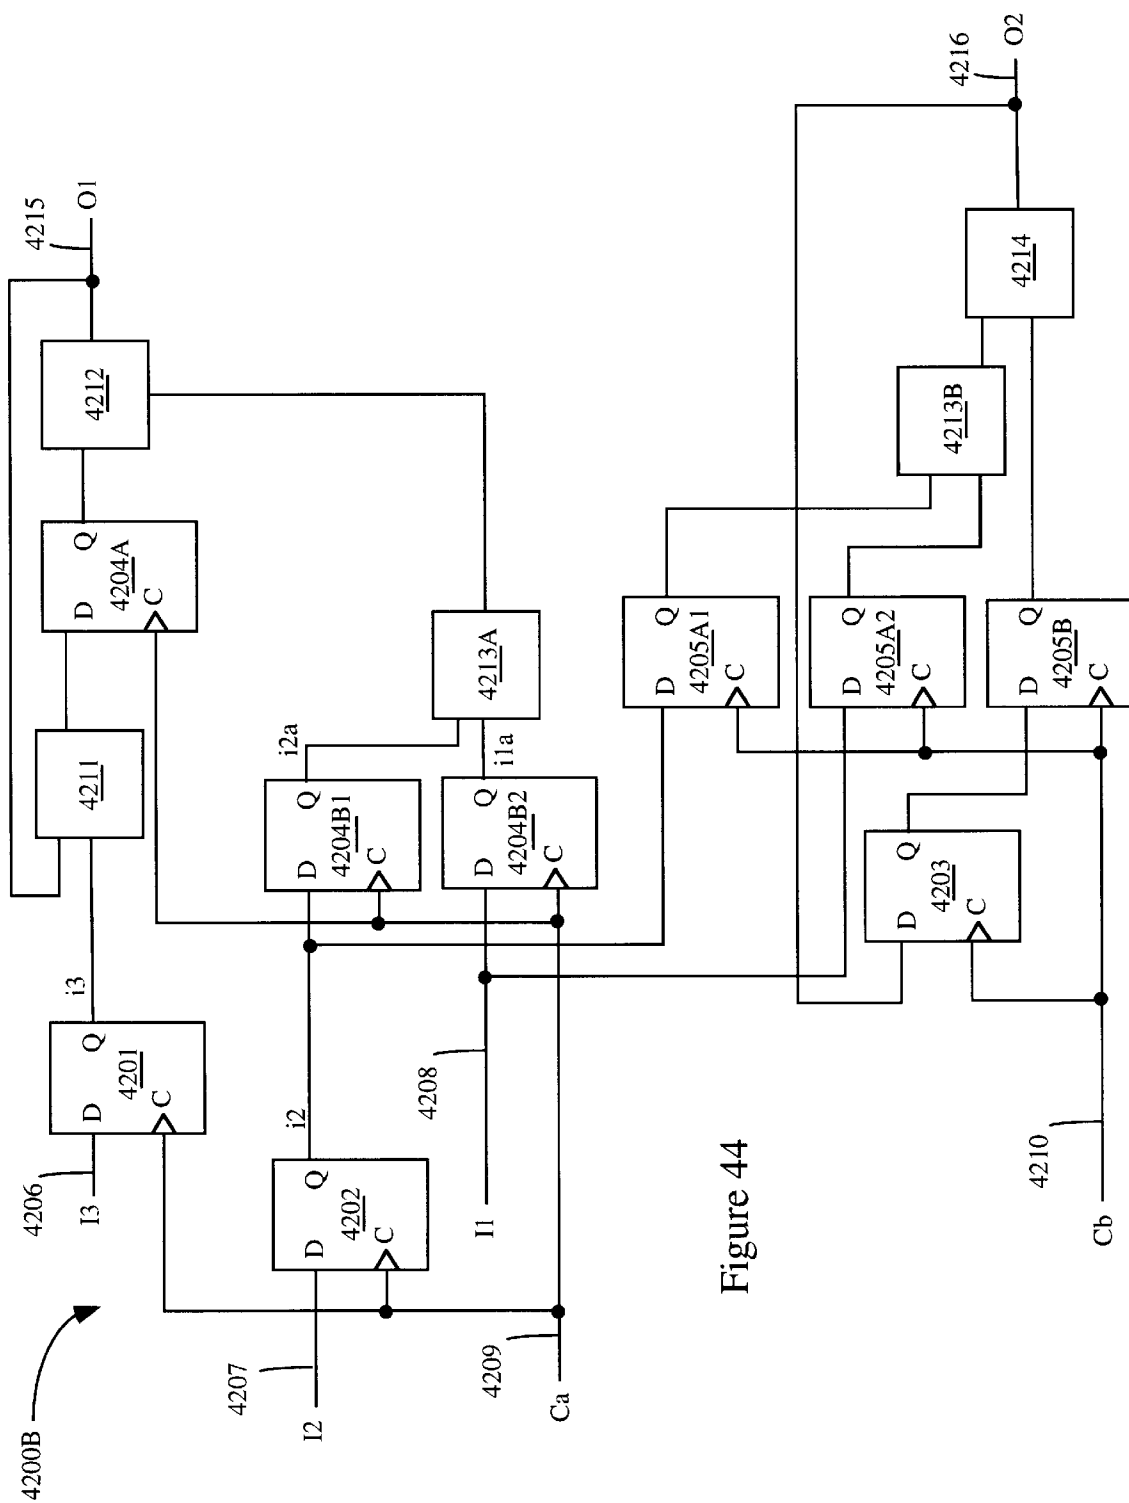 4200B
4206
I3
D
Q
4201
C
i3
4211
D
Q
4204A
C
4212
4215
O1
4207
I2
D
Q
4202
C
i2
D
Q
4204B1
C
i2a
4208
I1
D
Q
4204B2
C
i1a
4213A
4209
Ca
D
Q
4205A1
C
D
Q
4205A2
C
4213B
D
Q
4203
C
D
Q
4205B
C
4214
4216
O2
4210
Cb
Figure 44